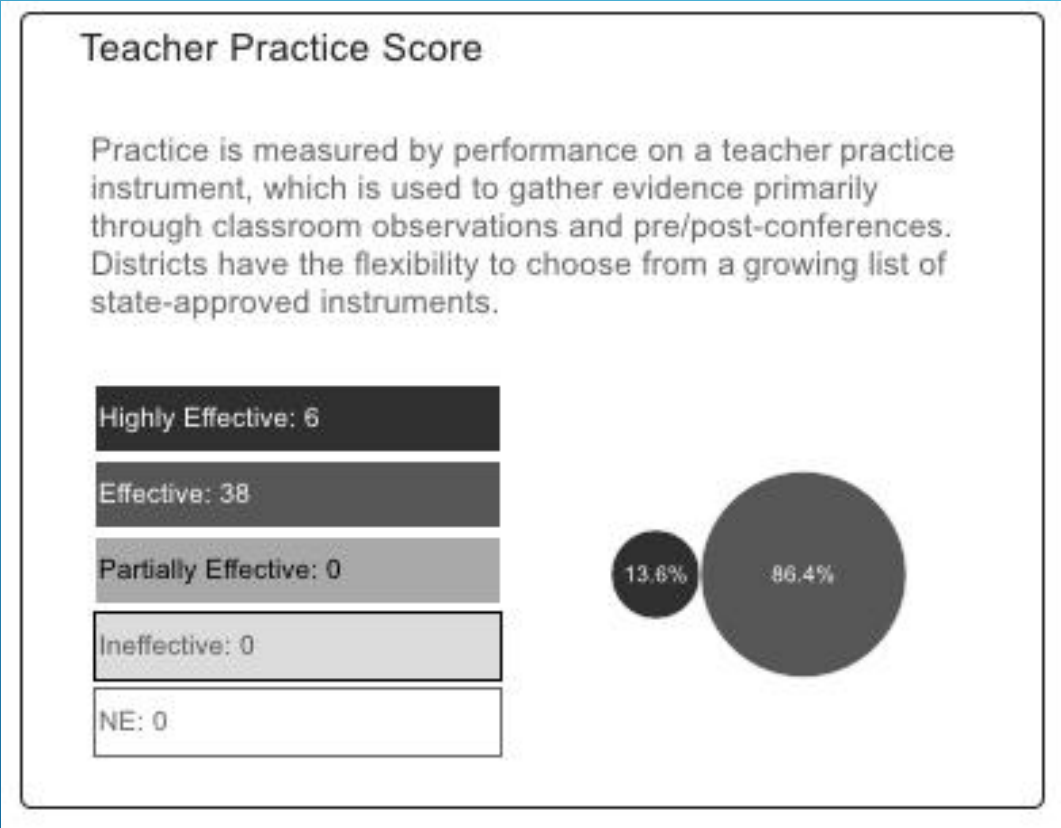 Teacher Practice Score
Practice is measured by performance on a teacher practice
instrument, which is used to gather evidence primarily
through classroom observations and pre/post-conferences.
Districts have the flexibility to choose from a growing list of
state-approved instruments.
Highly Effective: 6
Effective: 38
Partially Effective: 0
Ineffective: 0
NE: 0
13.6%
86.4%